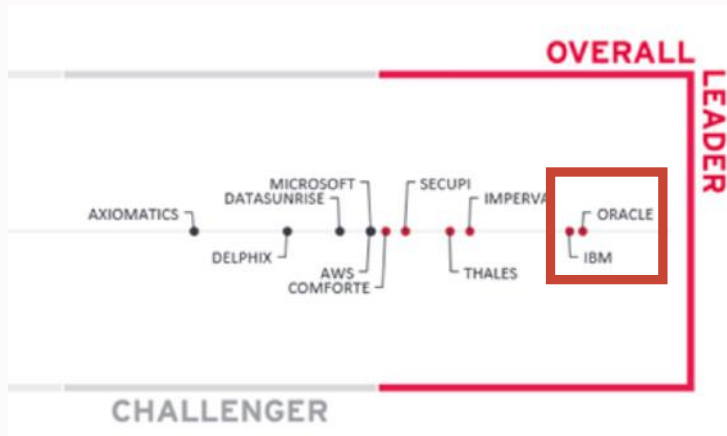 OVERALL
LEADER
MICROSOFT
SECUPI
DATASUNRISE
IMPERVA
AXIOMATICS
ORACLE
DELPHIX
IBM
AWS
THALES
COMFORTE
CHALLENGER